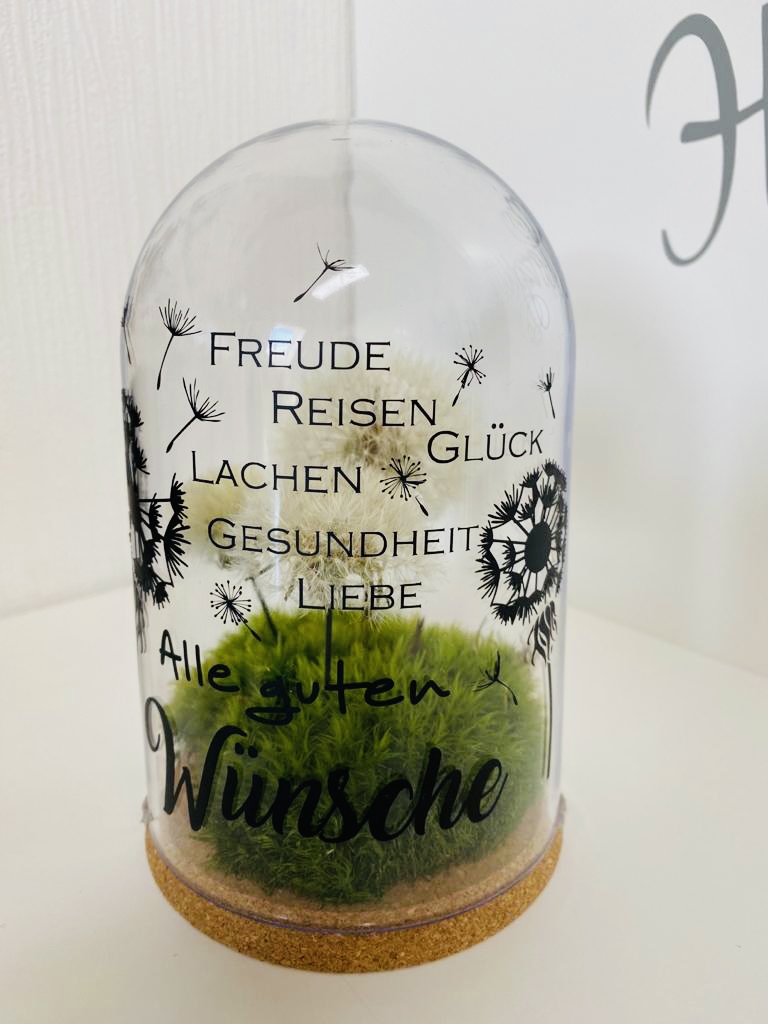 FREUDE
REISEN
GLÜCK
LACHEN
GESUNDHEIT
LIEBE
Alle guten
Wünsche
H